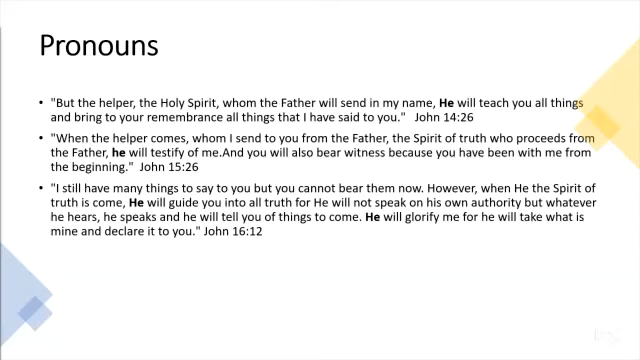 Pronouns
• "But the helper, the Holy Spirit, whom the Father will send in my name, He will teach you all things
and bring to your remembrance all things that I have said to you."   John 14:26
• "When the helper comes, whom I send to you from the Father, the Spirit of truth who proceeds from
the Father, he will testify of me.And you will also bear witness because you have been with me from
the beginning."  John 15:26
• "I still have many things to say to you but you cannot bear them now. However, when He the Spirit of
truth is come, He will guide you into all truth for He will not speak on his own authority but whatever
he hears, he speaks and he will tell you of things to come. He will glorify me for he will take what is
mine and declare it to you." John 16:12